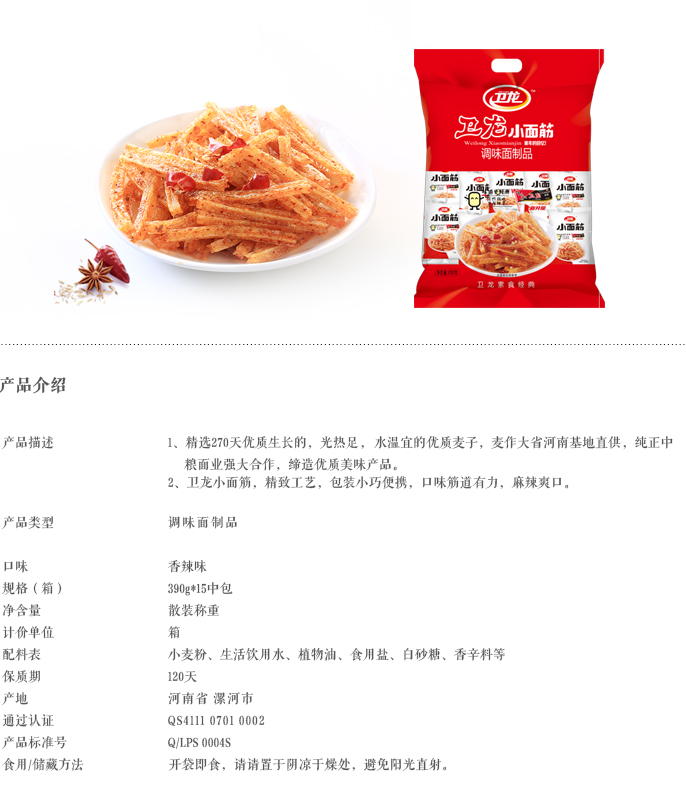 卫龙
卫龙小面筋
Weilong Xiaomianjin
调味面制品
小面筋 小面筋 小面筋
小面筋 小面筋
卫龙素食经典
产品介绍
产品描述 1、精选270天优质生长的，光热足，水温宜的优质麦子，麦作大省河南基地直供，纯正中
粮面业强大合作，缔造优质美味产品。
2、卫龙小面筋，精致工艺，包装小巧便携，口味筋道有力，麻辣爽口。
产品类型 调味面制品
口味 香辣味
规格（箱） 390g*15中包
净含量 散装称重
计价单位 箱
配料表 小麦粉、生活饮用水、植物油、食用盐、白砂糖、香辛料等
保质期 120天
产地 河南省 漯河市
通过认证 QS4111 0701 0002
产品标准号 Q/LPS 0004S
食用/储藏方法 开袋即食，请请置于阴凉干燥处，避免阳光直射。